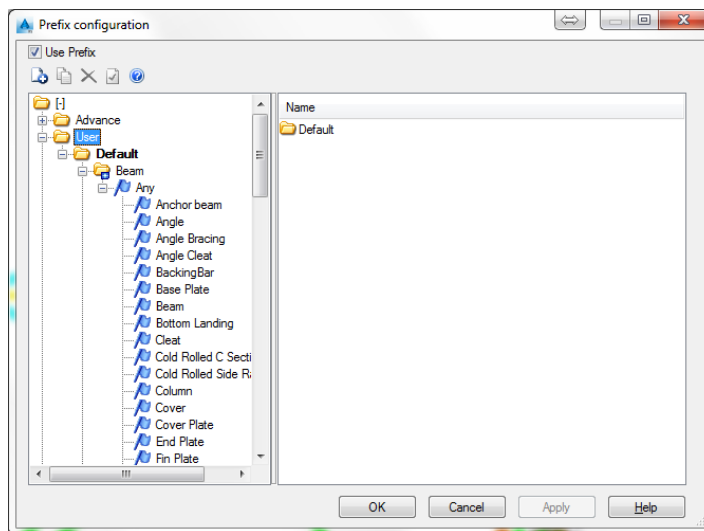 Prefix configuration
Use Prefix
[-]
Advance
User
Default
Beam
Any
Anchor beam
Angle
Angle Bracing
Angle Cleat
BackingBar
Base Plate
Beam
Bottom Landing
Cleat
Cold Rolled C Secti
Cold Rolled Side Ra
Column
Cover
Cover Plate
End Plate
Fin Plate
Name
Default
OK
Cancel
Apply
Help